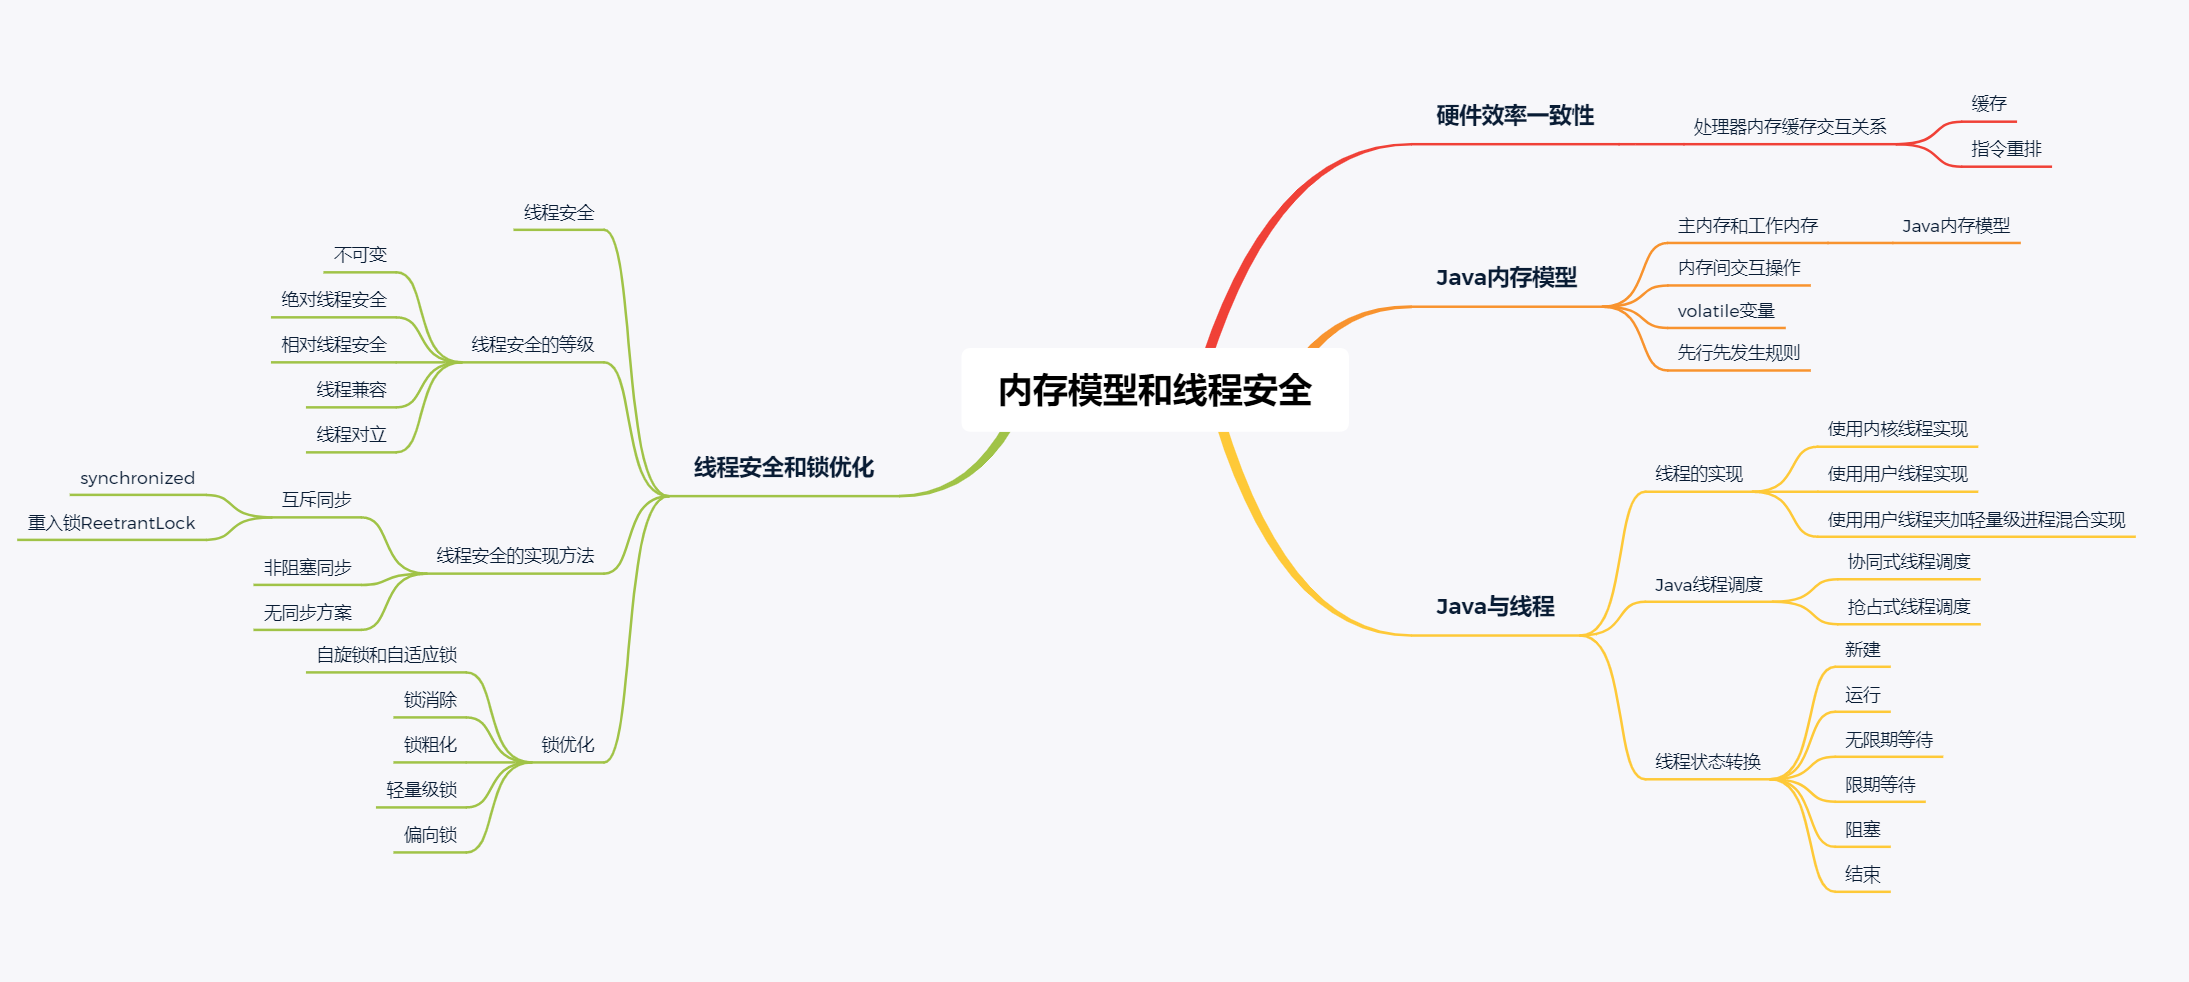 内存模型和线程安全
硬件效率一致性
处理器内存缓存交互关系
缓存
指令重排
Java内存模型
主内存和工作内存
Java内存模型
内存间交互操作
volatile变量
先行先发生规则
Java与线程
线程的实现
使用内核线程实现
使用用户线程实现
使用用户线程夹加轻量级进程混合实现
Java线程调度
协同式线程调度
抢占式线程调度
线程状态转换
新建
运行
无限期等待
限期等待
阻塞
结束
线程安全和锁优化
线程安全
线程安全的等级
不可变
绝对线程安全
相对线程安全
线程兼容
线程对立
线程安全的实现方法
互斥同步
synchronized
重入锁ReetrantLock
非阻塞同步
无同步方案
锁优化
自旋锁和自适应锁
锁消除
锁粗化
轻量级锁
偏向锁